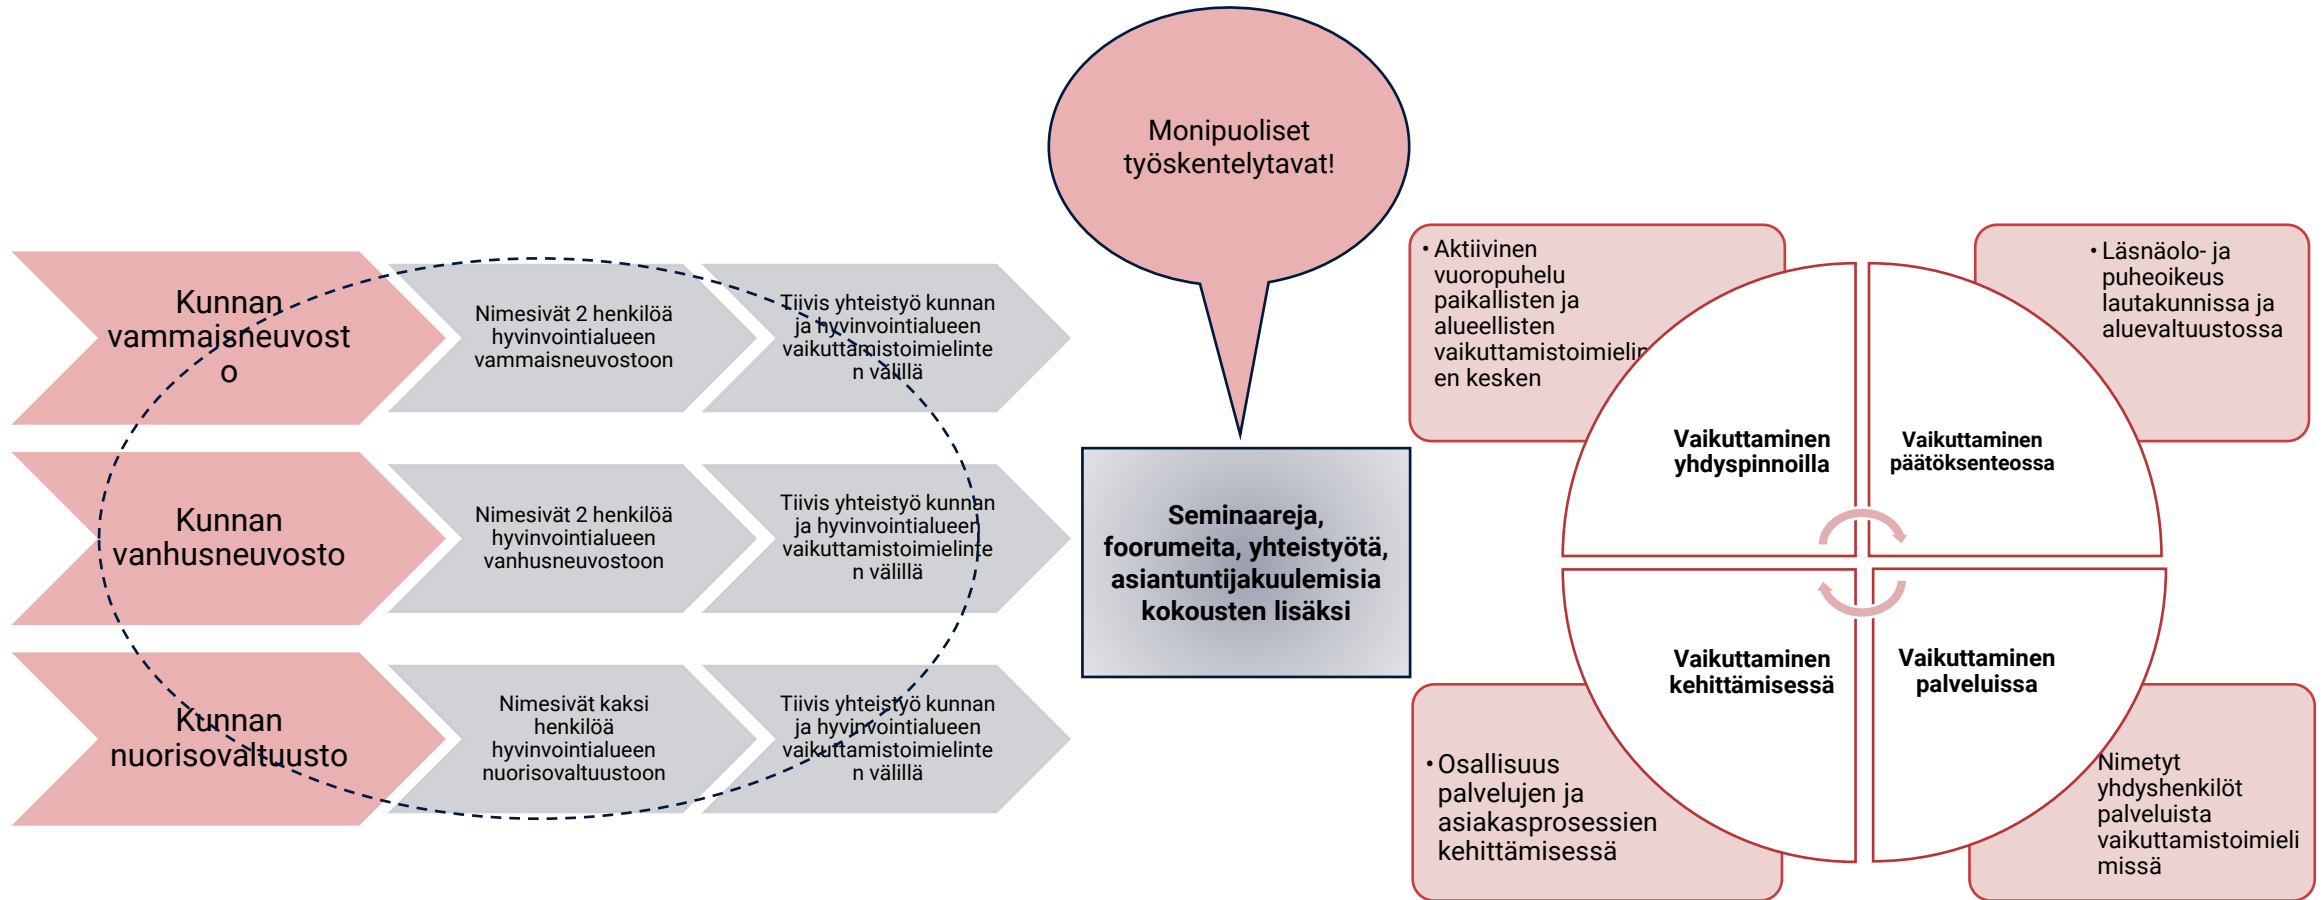 Monipuoliset
työskentelytavat!
Kunnan
vammaisneuvost
o
Nimesivät 2 henkilöä
hyvinvointialueen
vammaisneuvostoon
Tiivis yhteistyö kunnan
ja hyvinvointialueen
vaikuttamistoimielinte
n välillä
Kunnan
vanhusneuvosto
Nimesivät 2 henkilöä
hyvinvointialueen
vanhusneuvostoon
Tiivis yhteistyö kunnan
ja hyvinvointialueen
vaikuttamistoimielinte
n välillä
Kunnan
nuorisovaltuusto
Nimesivät kaksi
henkilöä
hyvinvointialueen
nuorisovaltuustoon
Tiivis yhteistyö kunnan
ja hyvinvointialueen
vaikuttamistoimielinte
n välillä
Seminaareja,
foorumeita, yhteistyötä,
asiantuntijakuulemisia
kokousten lisäksi
• Aktiivinen
vuoropuhelu
paikallisten ja
alueellisten
vaikuttamistoimielin
en kesken
• Läsnäolo- ja
puheoikeus
lautakunnissa ja
aluevaltuustossa
Vaikuttaminen
yhdyspinnoilla
Vaikuttaminen
päätöksenteossa
Vaikuttaminen
kehittämisessä
Vaikuttaminen
palveluissa
• Osallisuus
palvelujen ja
asiakasprosessien
kehittämisessä
Nimetyt
yhdyshenkilöt
palveluista
vaikuttamistoimieli
missä